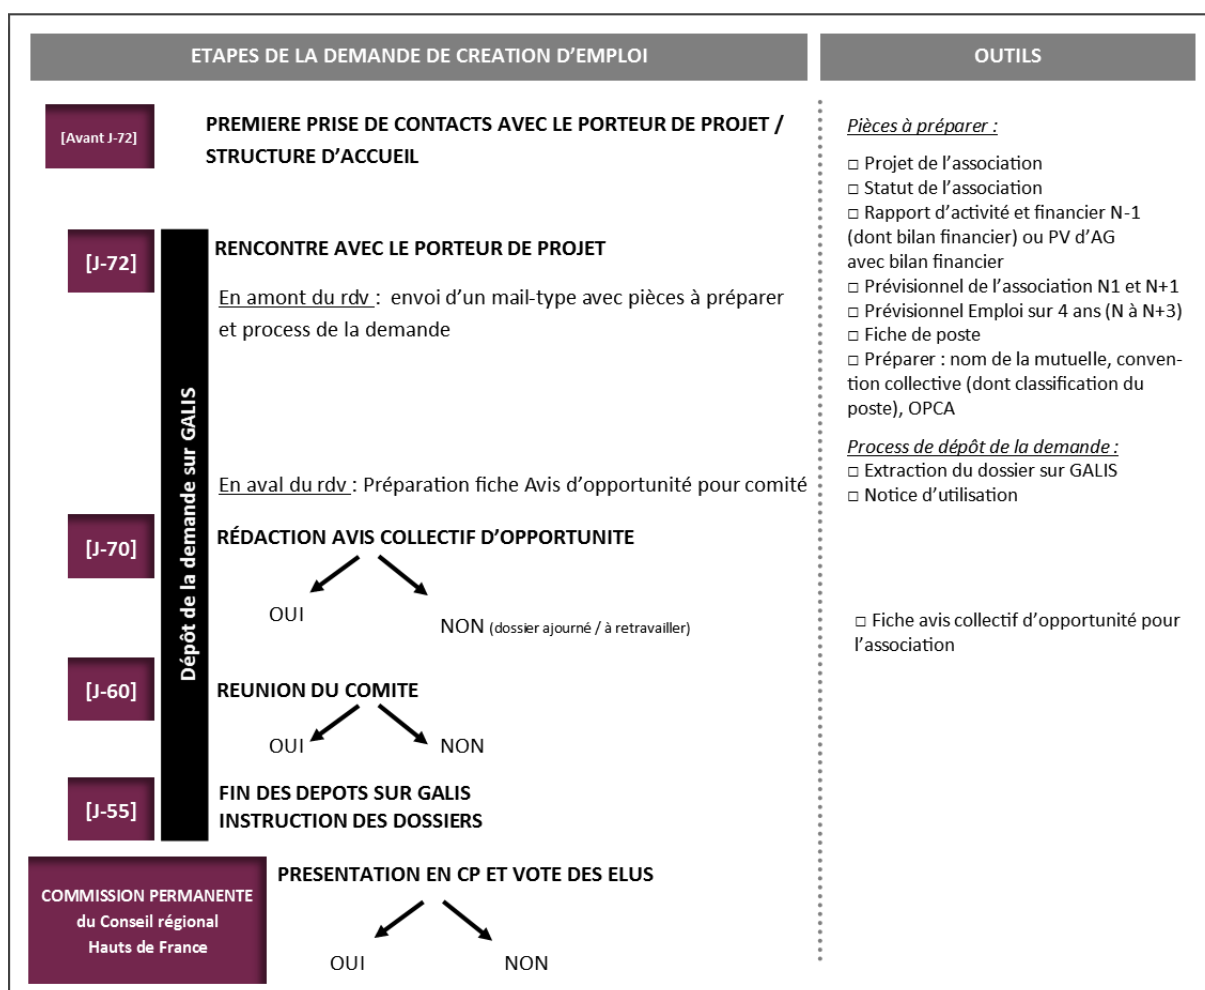 ETAPES DE LA DEMANDE DE CREATION D'EMPLOI
OUTILS
[Avant J-72]
PREMIERE PRISE DE CONTACTS AVEC LE PORTEUR DE PROJET /
STRUCTURE D'ACCUEIL
Pièces à préparer :
□ Projet de l'association
□ Statut de l'association
□ Rapport d'activité et financier N-1
(dont bilan financier) ou PV d'AG
avec bilan financier
□ Prévisionnel de l'association N1 et N+1
□ Prévisionnel Emploi sur 4 ans (N à N+3)
□ Fiche de poste
□ Préparer : nom de la mutuelle, conven-
tion collective (dont classification du
poste), OPCA
Process de dépôt de la demande :
□ Extraction du dossier sur GALIS
□ Notice d'utilisation
□ Fiche avis collectif d'opportunité pour
l'association
Dépôt de la demande sur GALIS
[J-72]
RENCONTRE AVEC LE PORTEUR DE PROJET
En amont du rdv : envoi d'un mail-type avec pièces à préparer
et process de la demande
En aval du rdv : Préparation fiche Avis d'opportunité pour comité
[J-70]
RÉDACTION AVIS COLLECTIF D'OPPORTUNITE
OUI
NON (dossier ajourné / à retravailler)
[J-60]
REUNION DU COMITE
OUI
NON
[J-55]
FIN DES DEPOTS SUR GALIS
INSTRUCTION DES DOSSIERS
COMMISSION PERMANENTE
du Conseil régional
Hauts de France
PRESENTATION EN CP ET VOTE DES ELUS
OUI
NON